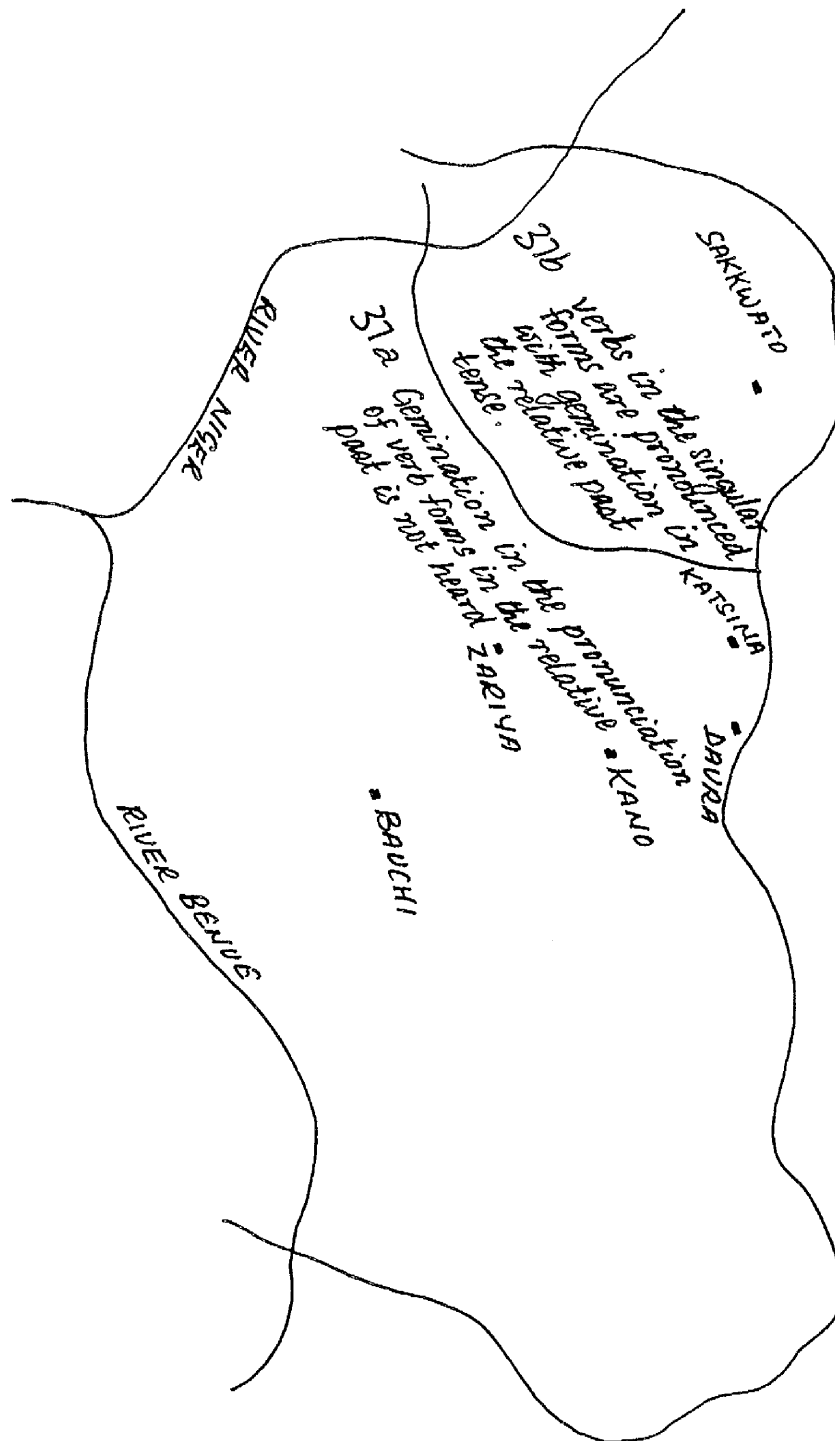 SAKKWATO
37b verbs in the singular
forms are pronounced
with gemination in
the relative past
tense.
KATSINA
DAURA
37a Gemination in the pronunciation
of verb forms in the relative
past is not heard
KANO
ZARIYA
BAUCHI
RIVER NIGER
RIVER BENUE